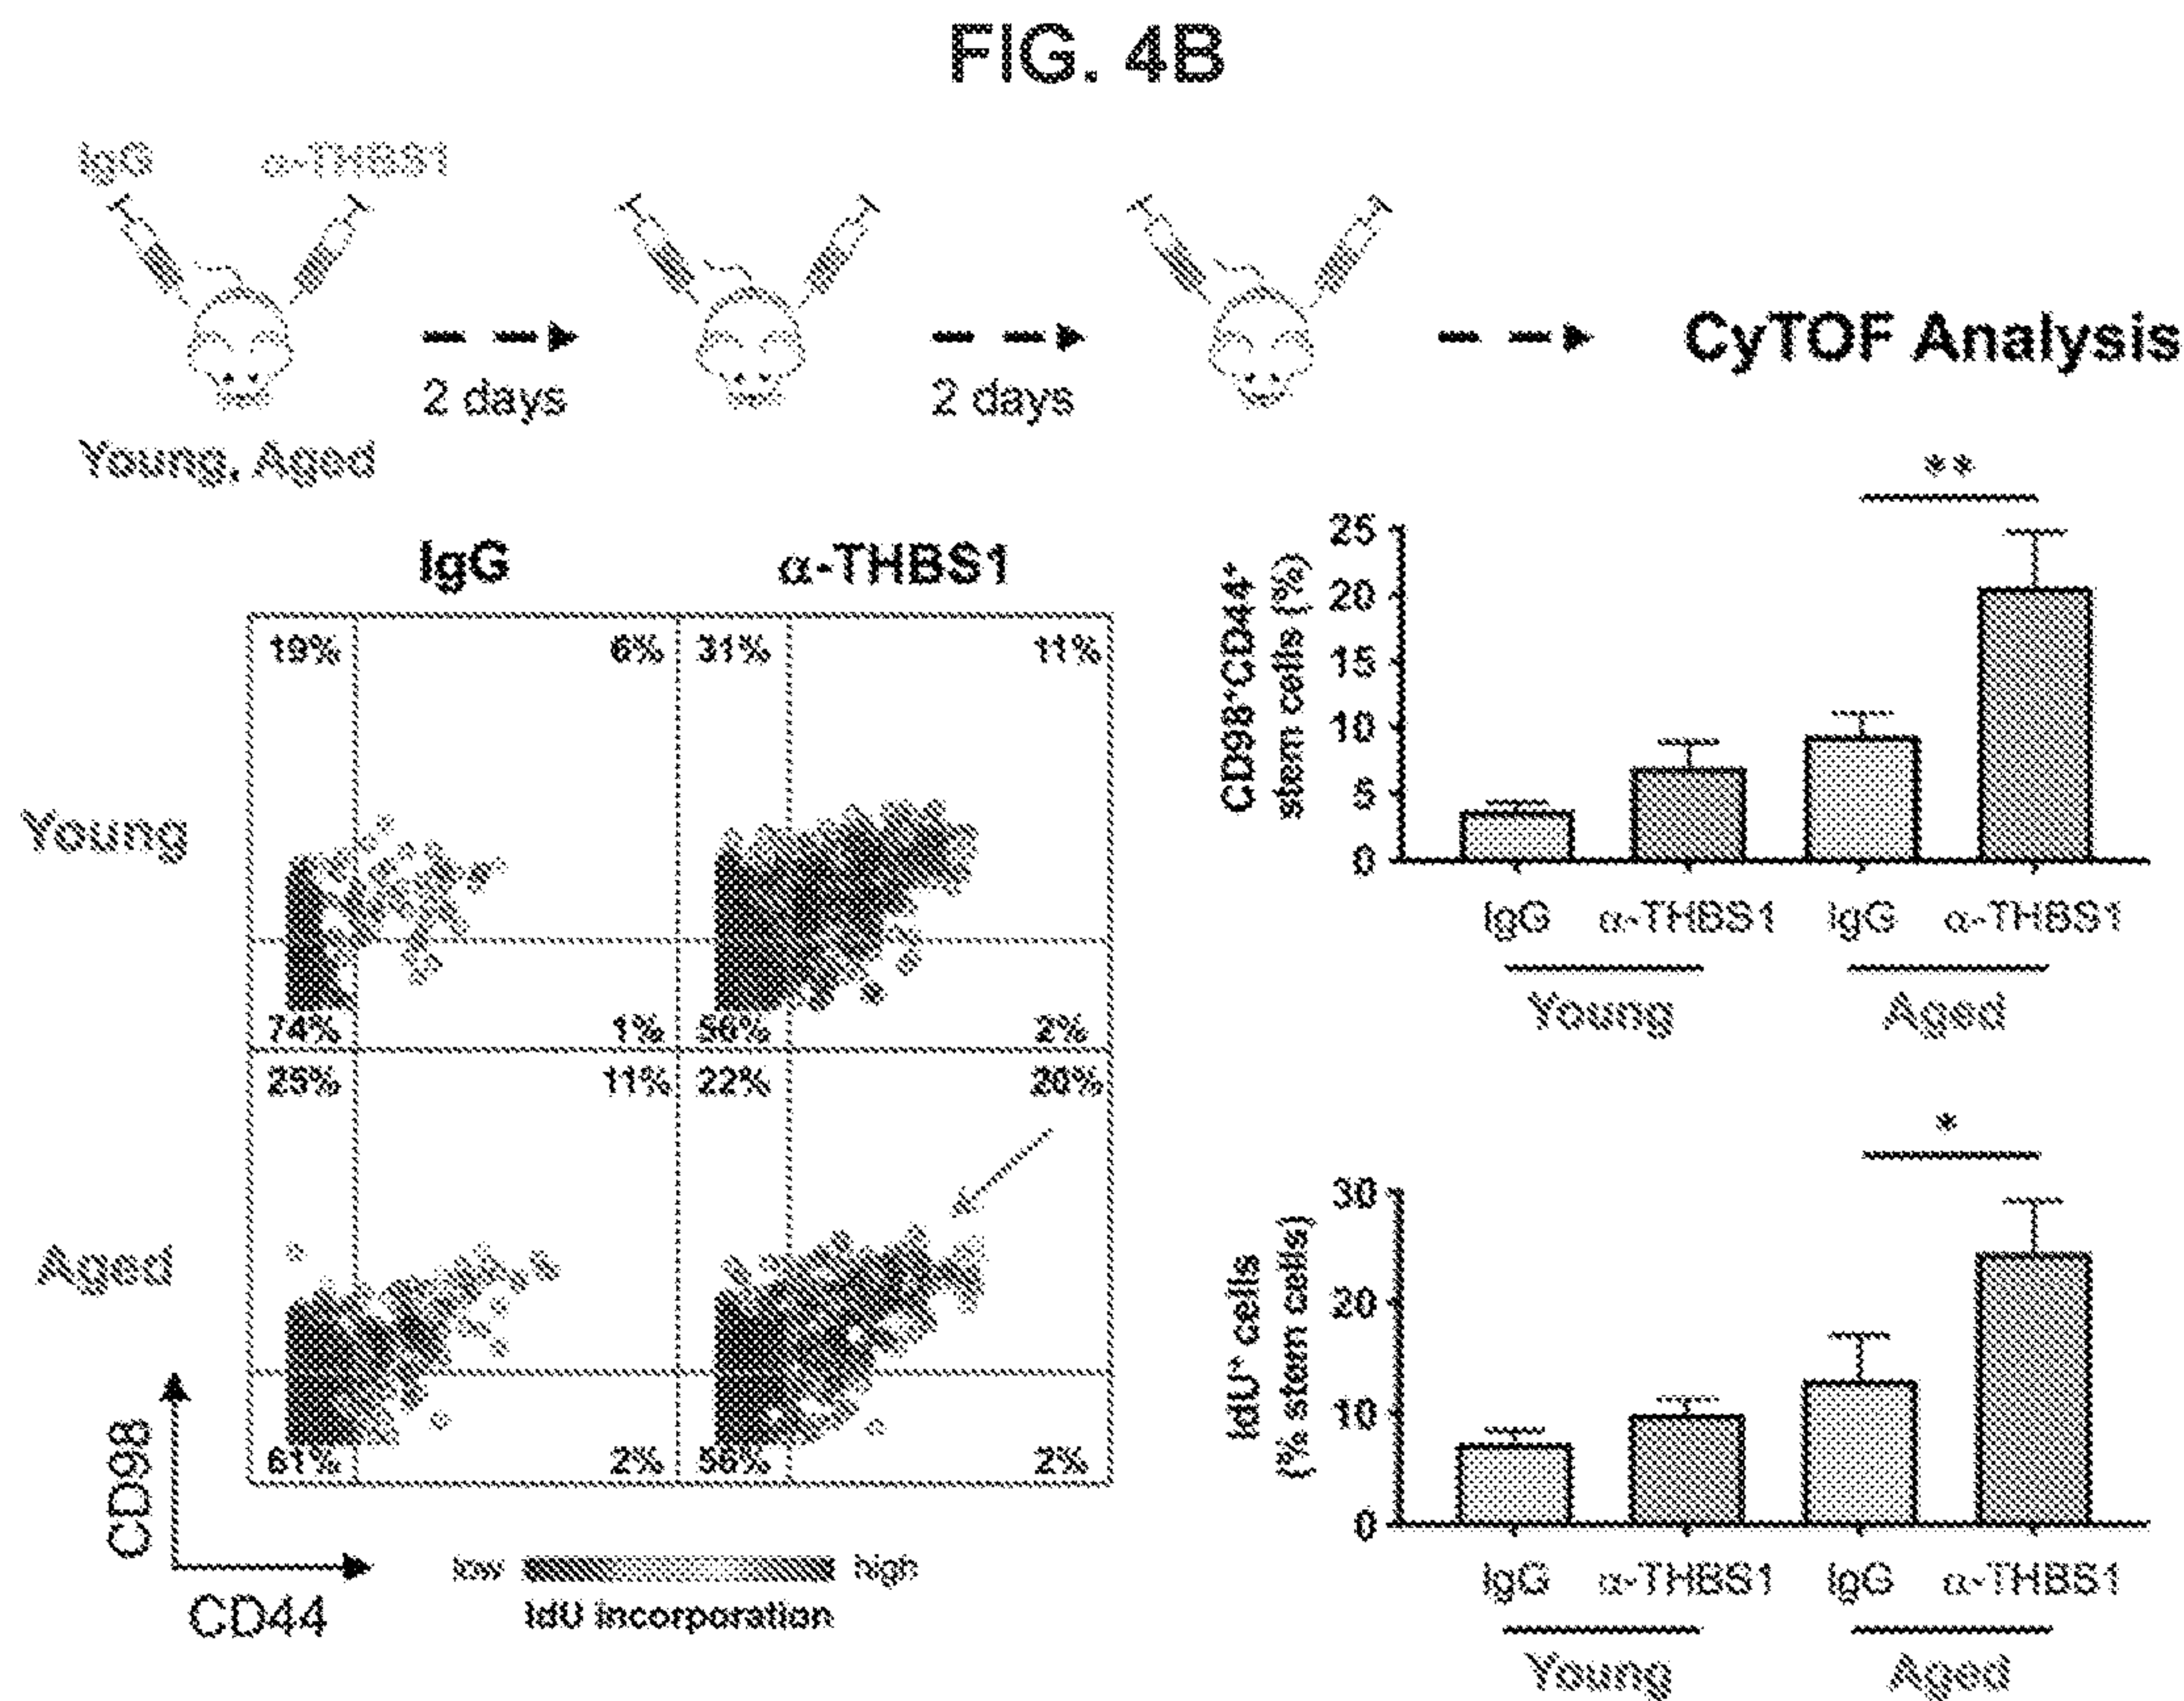 FIG. 4B
IgG α-THBS1
2 days 2 days
CyTOF Analysis
Young, Aged
IgG α-THBS1
Young
19% 6% 31% 11%
74% 1% 56% 2%
Aged
25% 11% 22% 20%
61% 2% 56% 2%
CD98
CD44
low high
IdU incorporation
**
CD98⁺CD44⁺
stem cells (%)
25
20
15
10
5
0
IgG α-THBS1 IgG α-THBS1
Young Aged
*
IdU⁺ cells
(% stem cells)
30
20
10
0
IgG α-THBS1 IgG α-THBS1
Young Aged